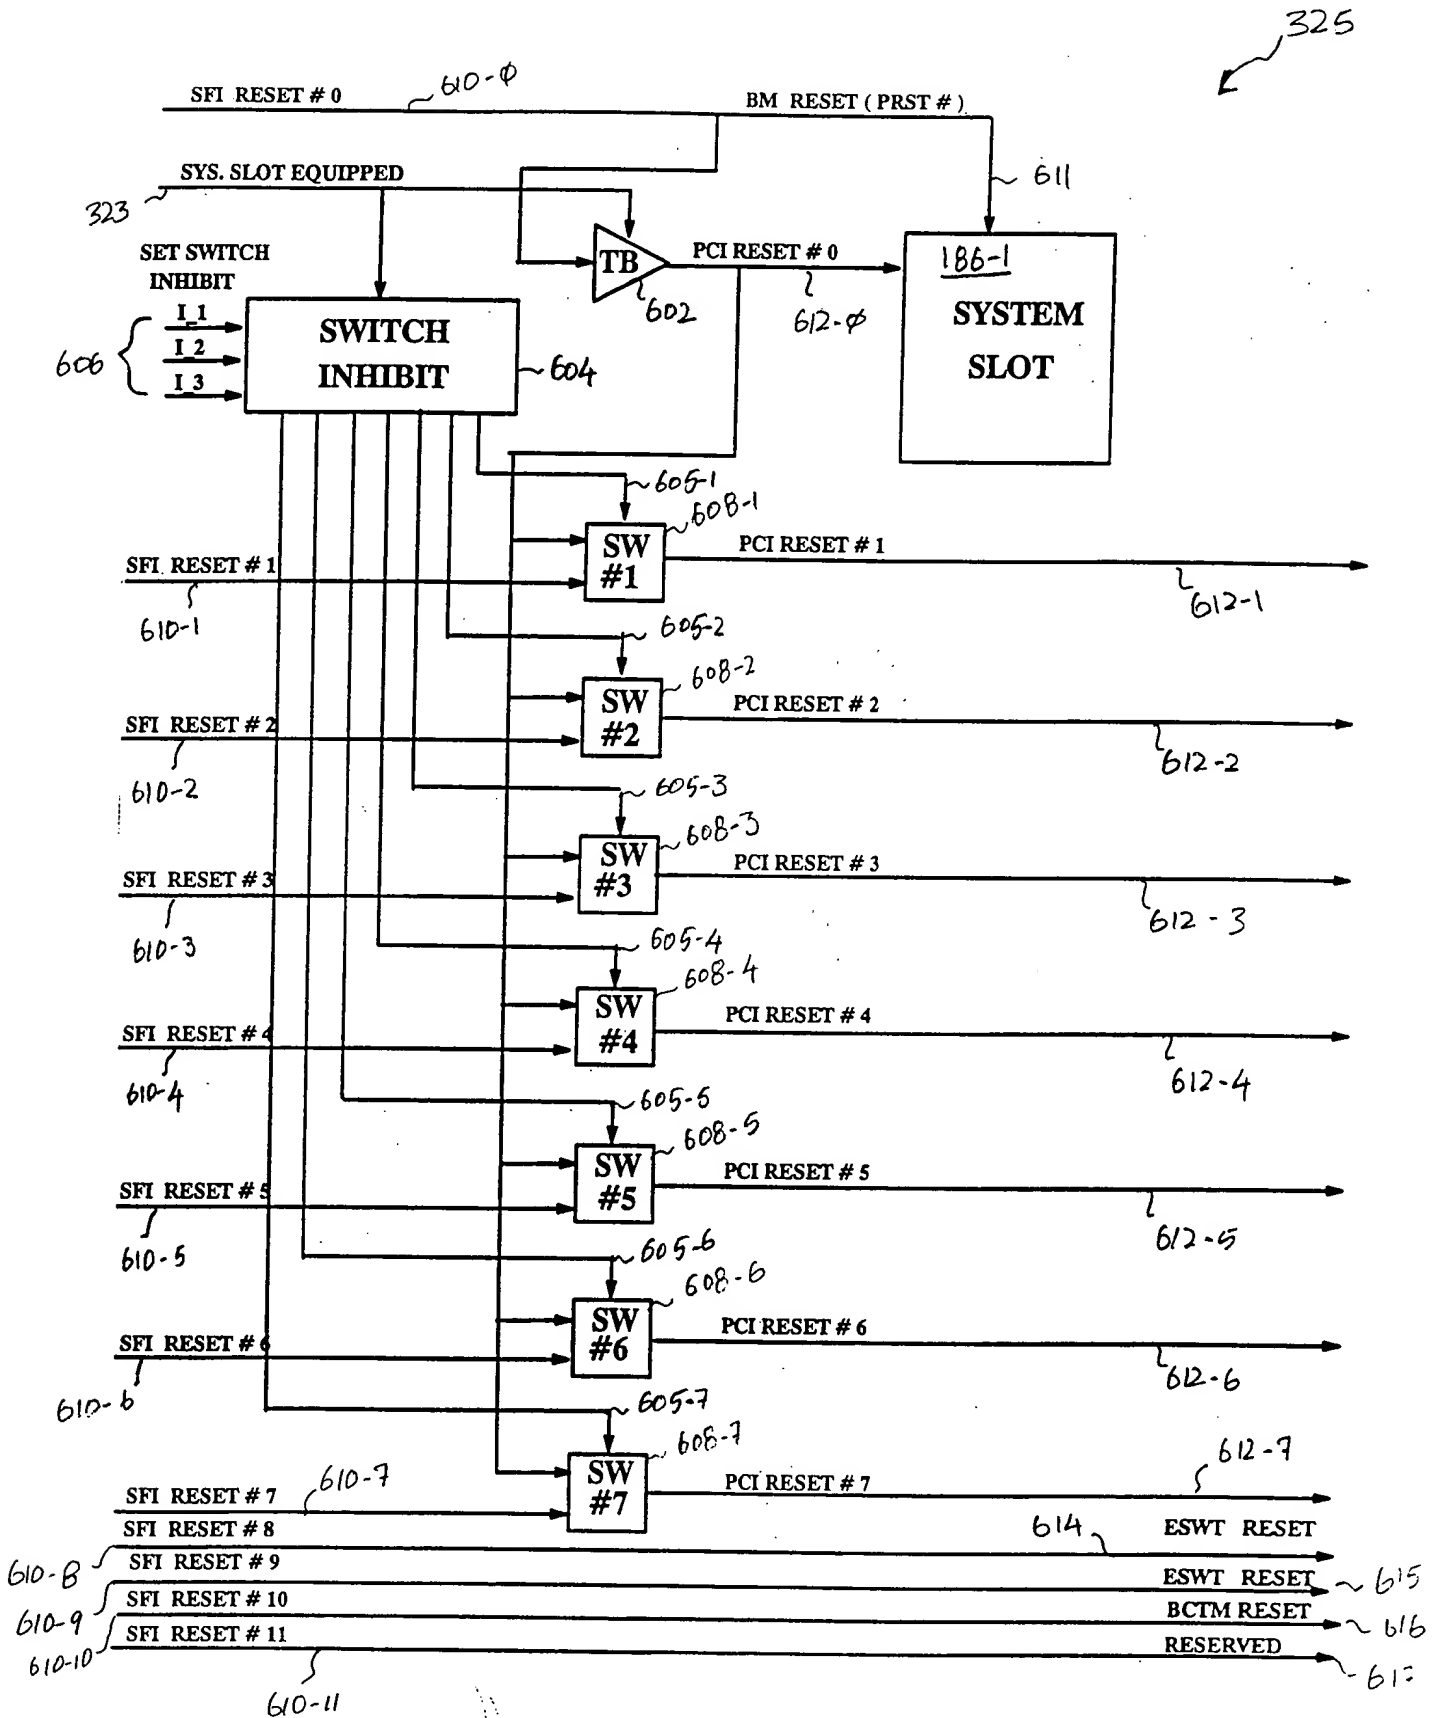 325
SFI RESET # 0
610-0
BM RESET ( PRST # )
SYS. SLOT EQUIPPED
323
611
SET SWITCH
INHIBIT
I_1
I_2
I_3
606
SWITCH
INHIBIT
604
TB
602
PCI RESET # 0
612-0
186-1
SYSTEM
SLOT
605-1
608-1
SW
#1
PCI RESET # 1
612-1
SFI RESET # 1
610-1
605-2
608-2
SW
#2
PCI RESET # 2
612-2
SFI RESET # 2
610-2
605-3
608-3
SW
#3
PCI RESET # 3
612-3
SFI RESET # 3
610-3
605-4
608-4
SW
#4
PCI RESET # 4
612-4
SFI RESET # 4
610-4
605-5
608-5
SW
#5
PCI RESET # 5
612-5
SFI RESET # 5
610-5
605-6
608-6
SW
#6
PCI RESET # 6
612-6
SFI RESET # 6
610-6
605-7
608-7
SW
#7
PCI RESET # 7
612-7
SFI RESET # 7
610-7
SFI RESET # 8
610-8
614
ESWT RESET
SFI RESET # 9
610-9
ESWT RESET
615
SFI RESET # 10
610-10
BCTM RESET
616
SFI RESET # 11
610-11
RESERVED